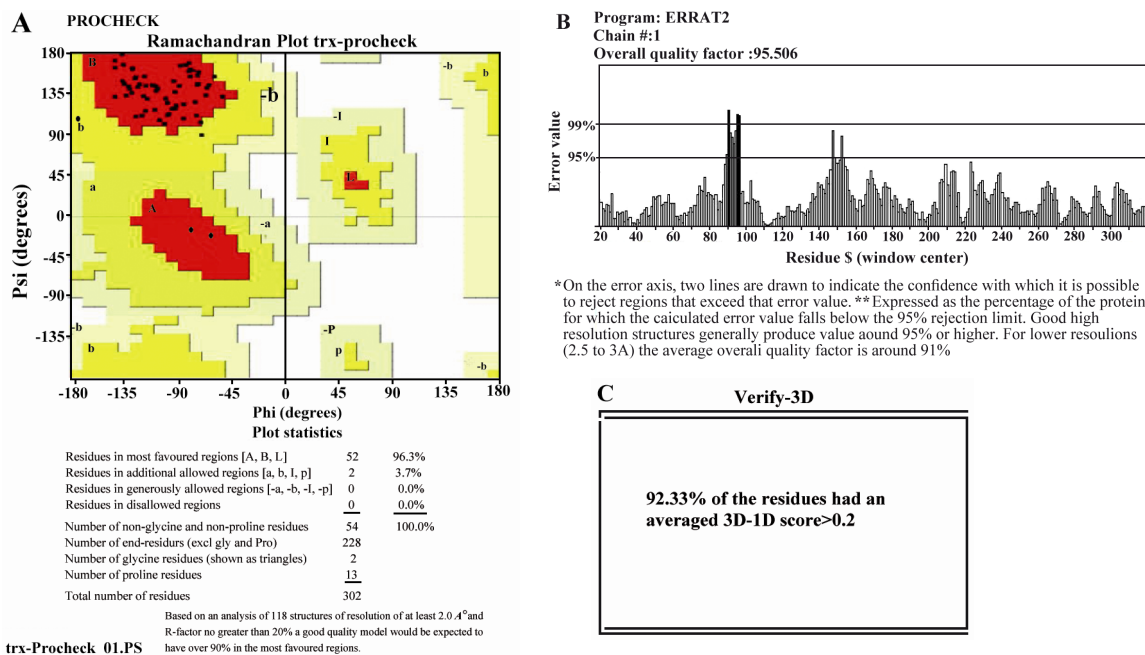 A
PROCHECK
Ramachandran Plot trx-procheck
180
135
90
45
0
-45
-90
-135
Psi (degrees)
B
-b
-b
b
b
-I
I
L
a
A
-a
-b
b
-P
p
-b
-180
-135
-90
-45
0
45
90
135
180
Phi (degrees)
Plot statistics
Residues in most favoured regions [A, B, L] 52 96.3%
Residues in additional allowed regions [a, b, I, p] 2 3.7%
Residues in generously allowed regions [-a, -b, -I, -p] 0 0.0%
Residues in disallowed regions 0 0.0%
Number of non-glycine and non-proline residues 54 100.0%
Number of end-residurs (excl gly and Pro) 228
Number of glycine residues (shown as triangles) 2
Number of proline residues 13
Total number of residues 302
Based on an analysis of 118 structures of resolution of at least 2.0 A° and
R-factor no greater than 20% a good quality model would be expected to
have over 90% in the most favoured regions.
trx-Procheck 01.PS
B
Program: ERRAT2
Chain #:1
Overall quality factor :95.506
Error value
99%
95%
20 40 60 80 100 120 140 160 180 200 220 240 260 280 300
Residue $ (window center)
*On the error axis, two lines are drawn to indicate the confidence with which it is possible
to reject regions that exceed that error value. **Expressed as the percentage of the protein
for which the caiculated error value falls below the 95% rejection limit. Good high
resolution structures generally produce value aound 95% or higher. For lower resoulions
(2.5 to 3A) the average overali quality factor is around 91%
C
Verify-3D
92.33% of the residues had an
averaged 3D-1D score>0.2